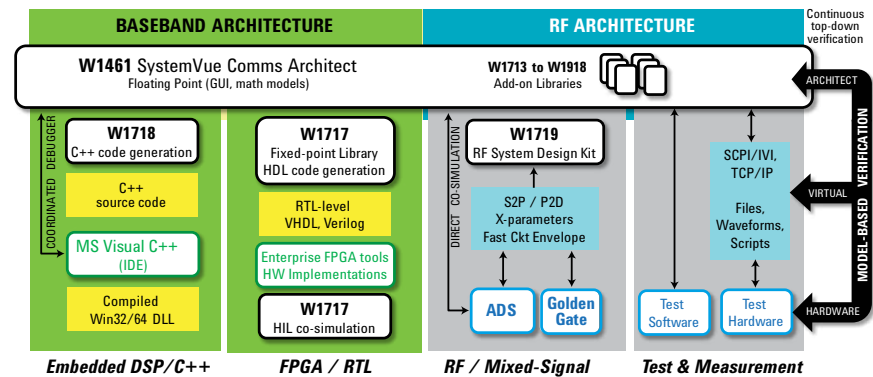 BASEBAND ARCHITECTURE
RF ARCHITECTURE
Continuous
top-down
verification
W1461 SystemVue Comms Architect
Floating Point (GUI, math models)
W1713 to W1918
Add-on Libraries
ARCHITECT
COORDINATED DEBUGGER
W1718
C++ code generation
C++
source code
MS Visual C++
(IDE)
Compiled
Win32/64 DLL
W1717
Fixed-point Library
HDL code generation
RTL-level
VHDL, Verilog
Enterprise FPGA tools
HW Implementations
W1717
HIL co-simulation
DIRECT CO-SIMULATION
W1719
RF System Design Kit
S2P / P2D
X-parameters
Fast Ckt Envelope
ADS
Golden
Gate
SCPI/IVI,
TCP/IP
Files,
Waveforms,
Scripts
Test
Software
Test
Hardware
VIRTUAL
MODEL-BASED VERIFICATION
HARDWARE
Embedded DSP/C++
FPGA / RTL
RF / Mixed-Signal
Test & Measurement